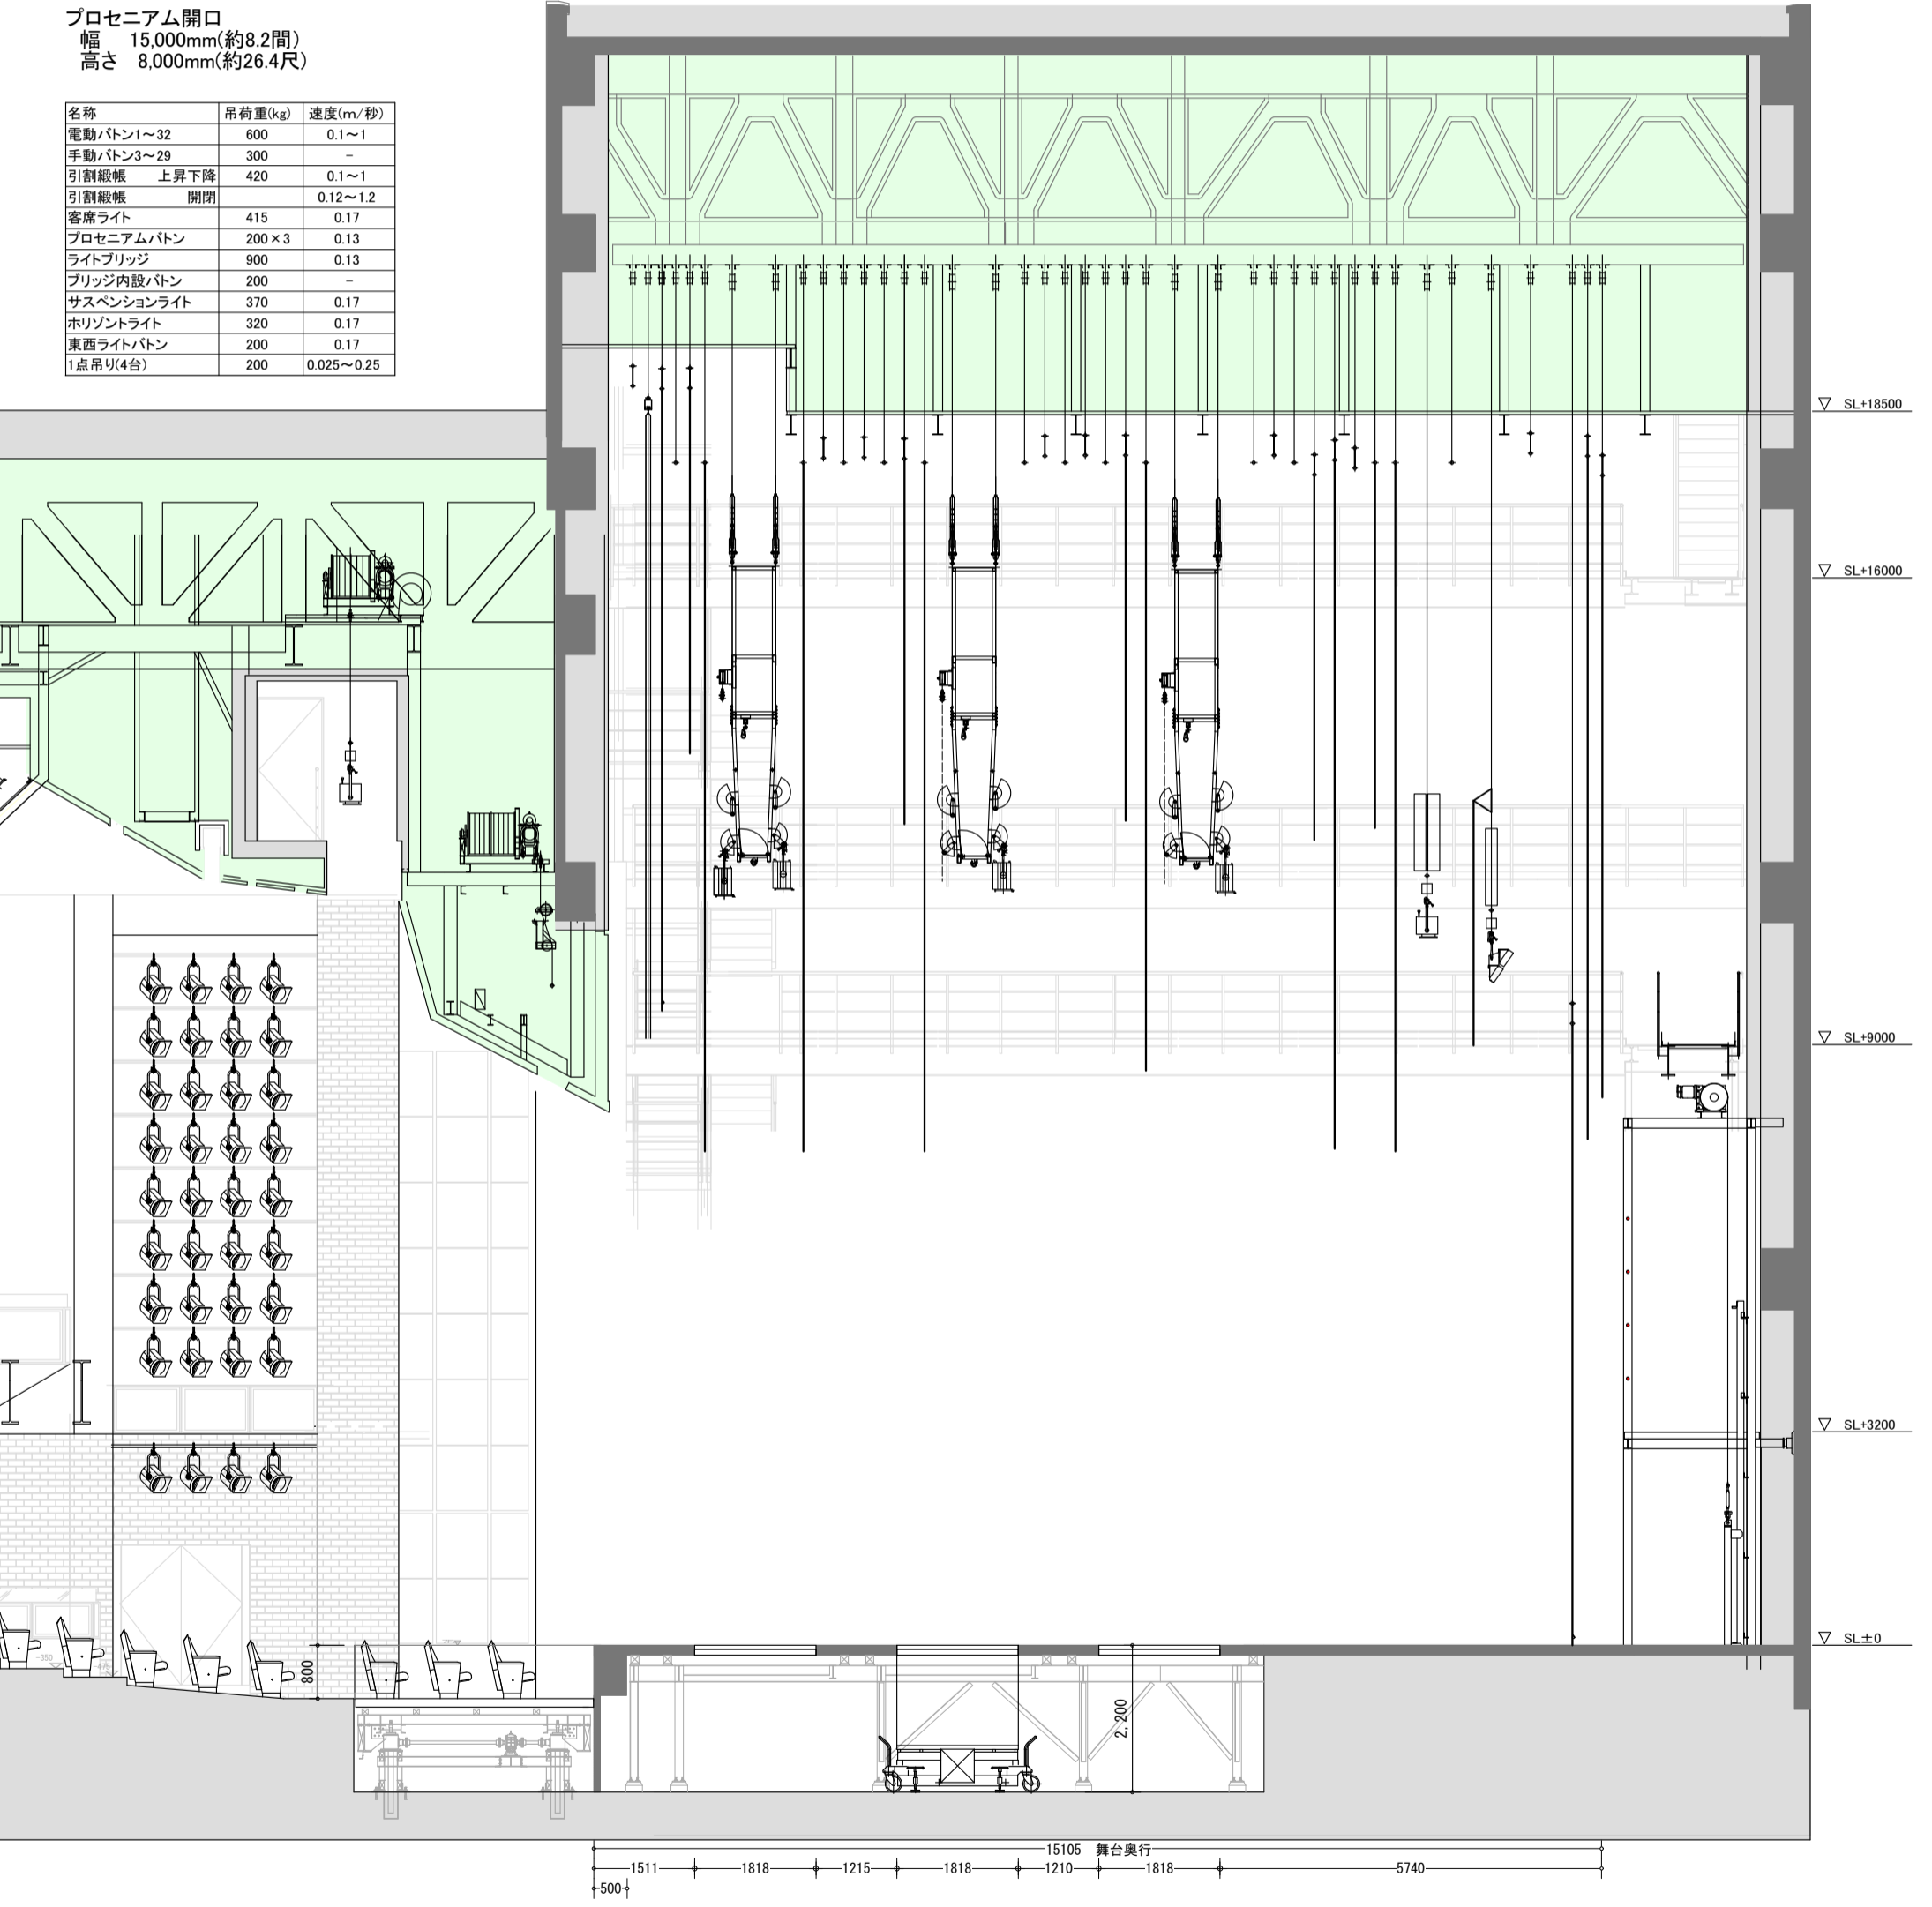 プロセニアム開口
幅 15,000mm(約8.2間)
高さ 8,000mm(約26.4尺)
名称 吊荷重(kg) 速度(m/秒)
電動バトン1～32 600 0.1～1
手動バトン3～29 300 -
引割緞帳 上昇下降 420 0.1～1
引割緞帳 開閉 0.12～1.2
客席ライト 415 0.17
プロセニアムバトン 200×3 0.13
ライトブリッジ 900 0.13
ブリッジ内設バトン 200 -
サスペンションライト 370 0.17
ホリゾントライト 320 0.17
東西ライトバトン 200 0.17
1点吊り(4台) 200 0.025～0.25
▽ SL+18500
▽ SL+16000
▽ SL+9000
▽ SL+3200
▽ SL±0
-350
800
2,200
15105 舞台奥行
1511 1818 1215 1818 1210 1818 5740
500